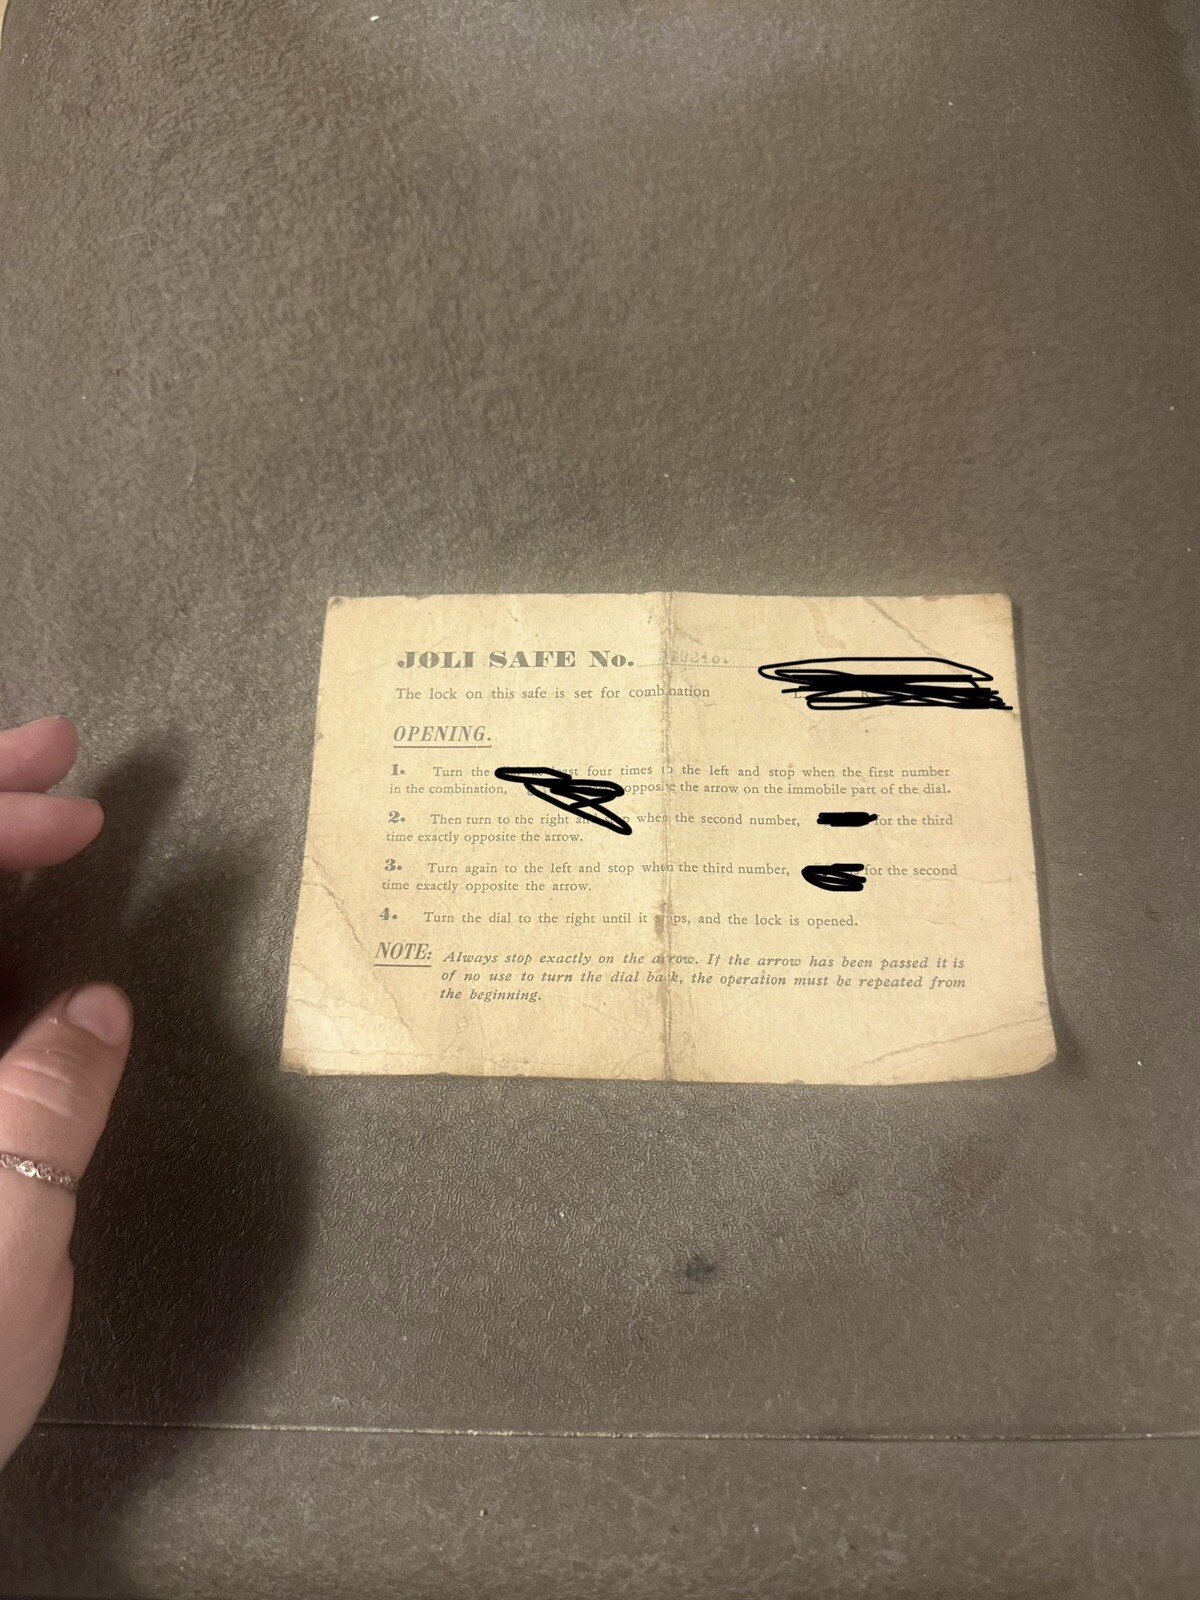 JOLI SAFE No.
The lock on this safe is set for combination
OPENING.
1. Turn the least four times to the left and stop when the first number
in the combination, opposite the arrow on the immobile part of the dial.
2. Then turn to the right and stop when the second number, for the third
time exactly opposite the arrow.
3. Turn again to the left and stop when the third number, for the second
time exactly opposite the arrow.
4. Turn the dial to the right until it stops, and the lock is opened.
NOTE: Always stop exactly on the arrow. If the arrow has been passed it is
of no use to turn the dial back, the operation must be repeated from
the beginning.